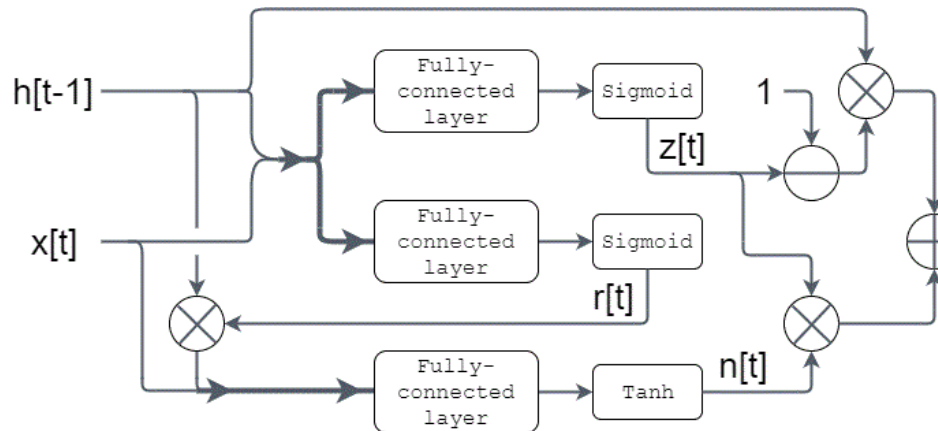 Fully-
connected
layer
Sigmoid
h[t-1]
1
z[t]
x[t]
Fully-
connected
layer
Sigmoid
r[t]
Fully-
connected
layer
Tanh
n[t]